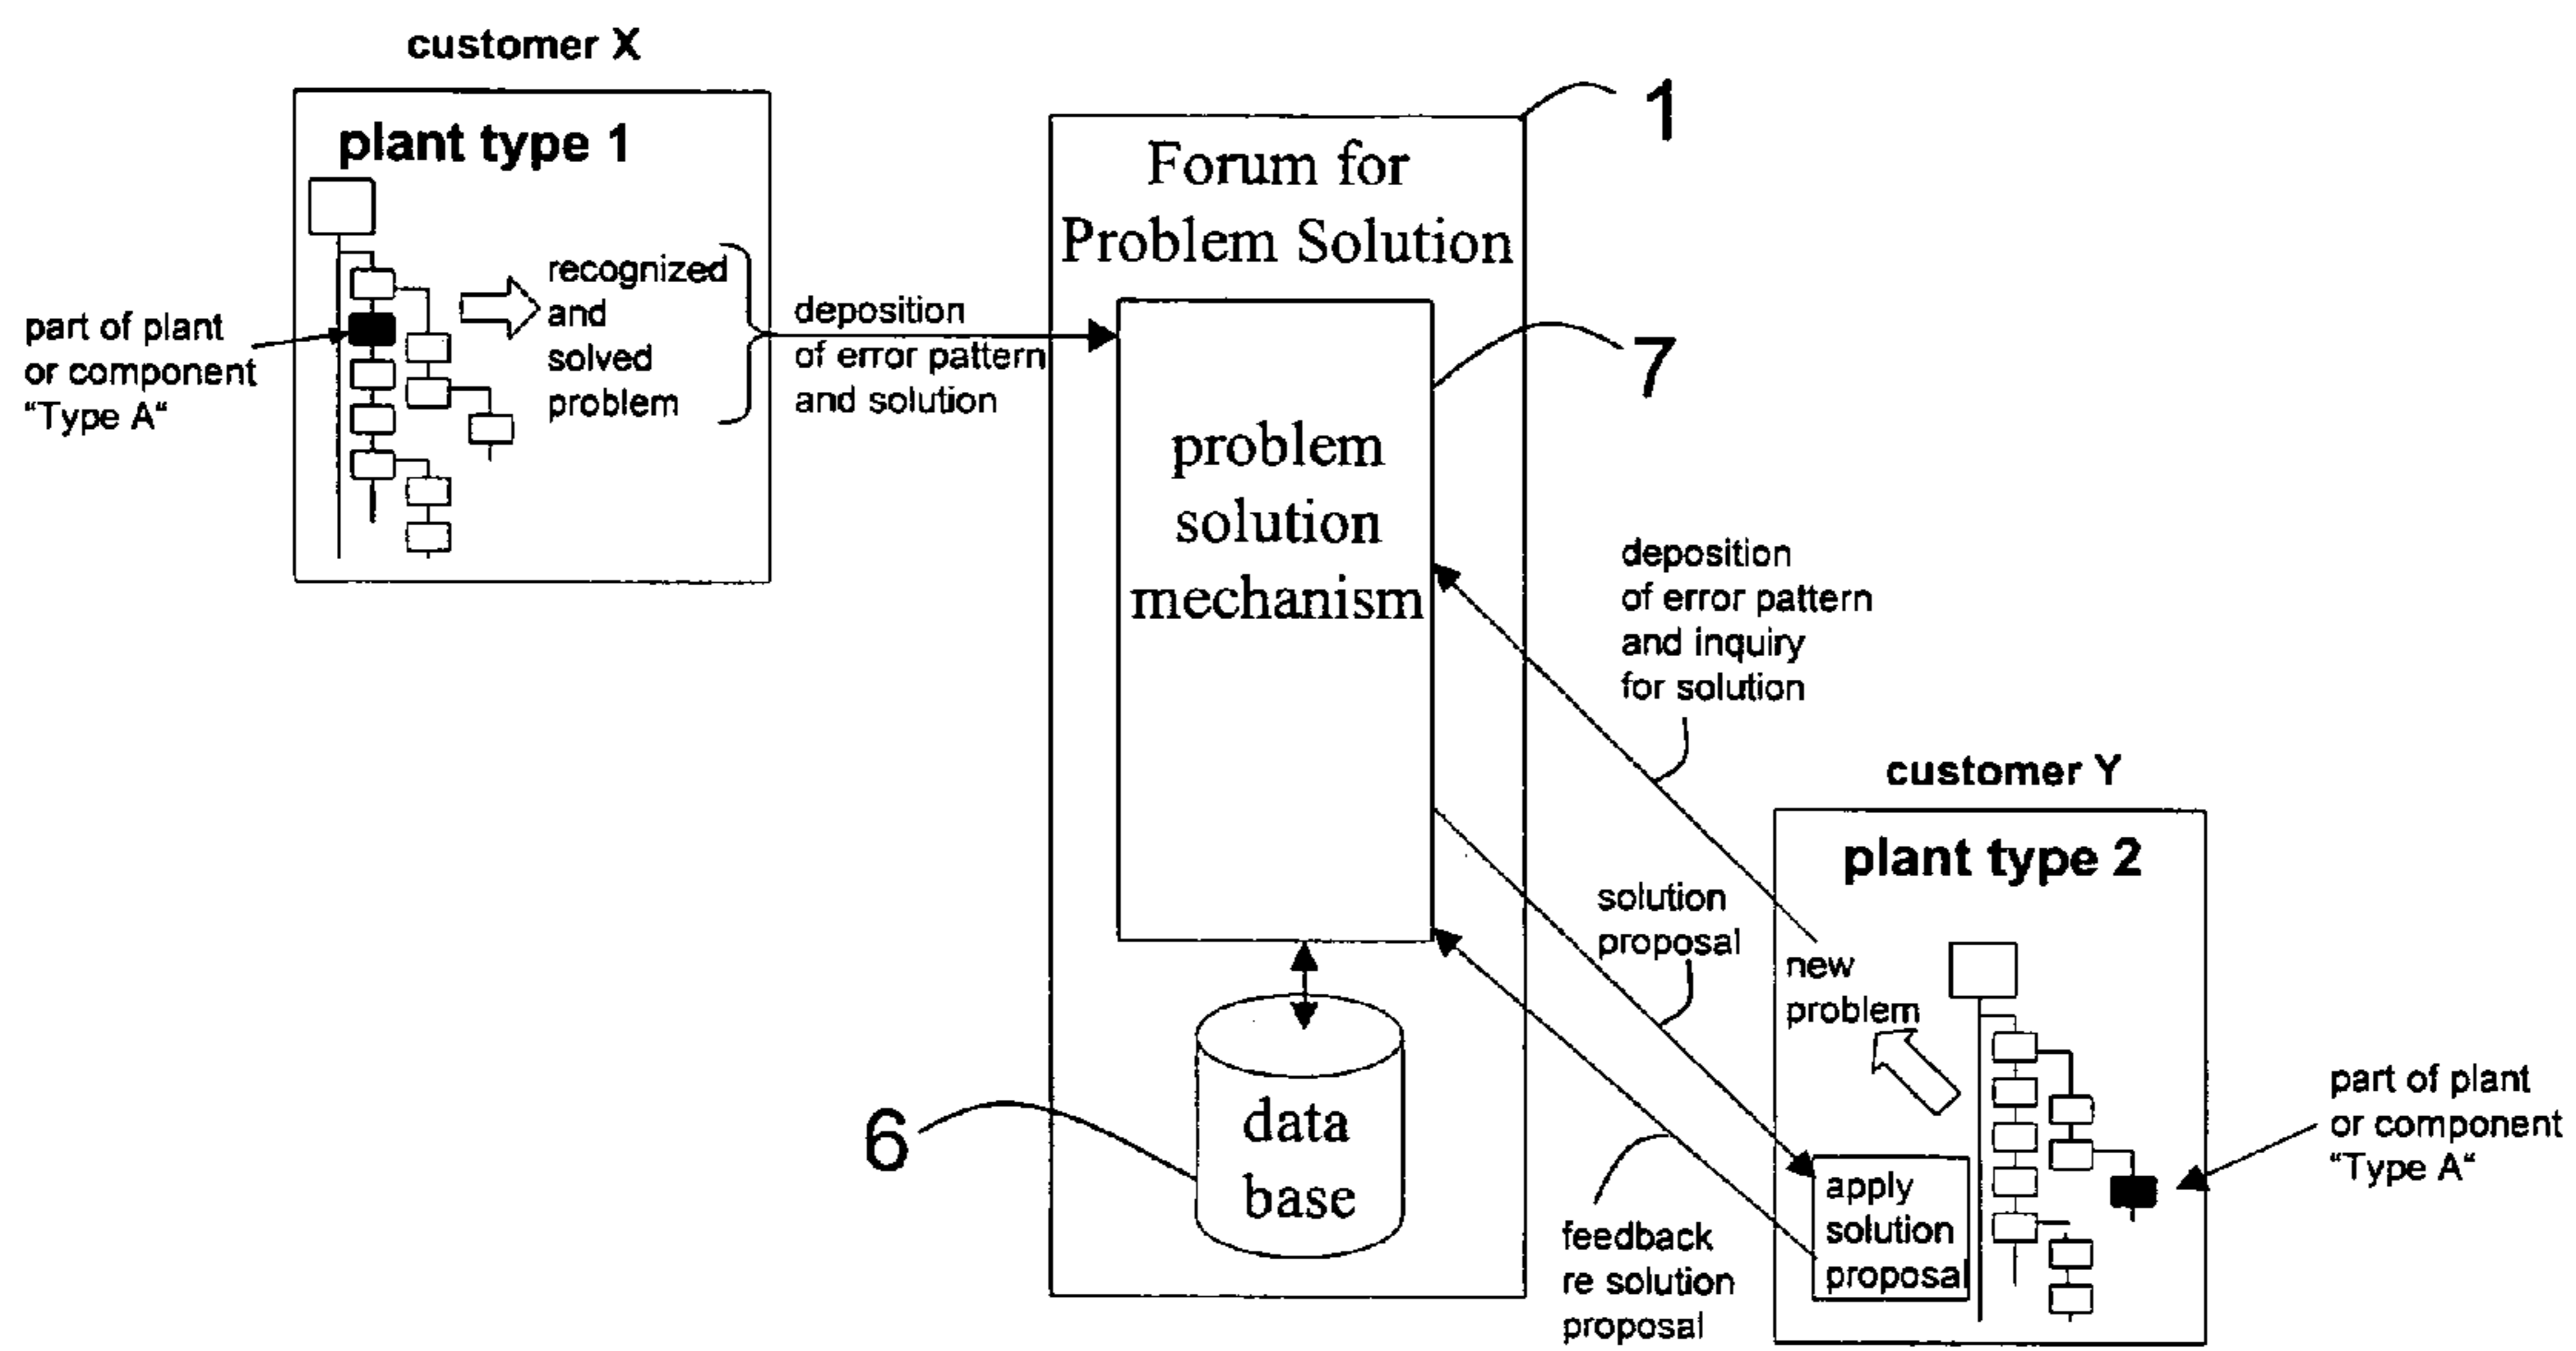 customer X
plant type 1
recognized
and
solved
problem
part of plant
or component
“Type A“
deposition
of error pattern
and solution
1
Forum for
Problem Solution
7
problem
solution
mechanism
6
data
base
deposition
of error pattern
and inquiry
for solution
solution
proposal
feedback
re solution
proposal
customer Y
plant type 2
new
problem
apply
solution
proposal
part of plant
or component
“Type A“